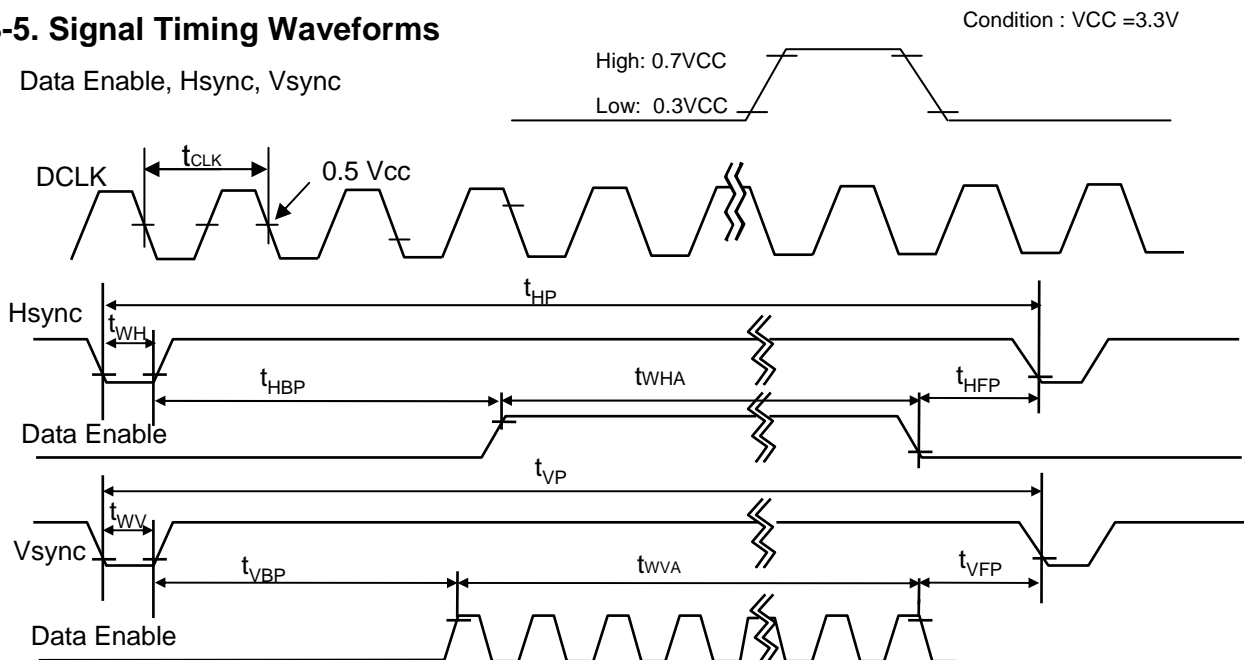 -5. Signal Timing Waveforms
Condition : VCC =3.3V
Data Enable, Hsync, Vsync
High: 0.7VCC
Low: 0.3VCC
tCLK
0.5 Vcc
DCLK
tHP
Hsync
tWH
tHBP
tWHA
tHFP
Data Enable
tVP
tWV
Vsync
tVBP
tWVA
tVFP
Data Enable